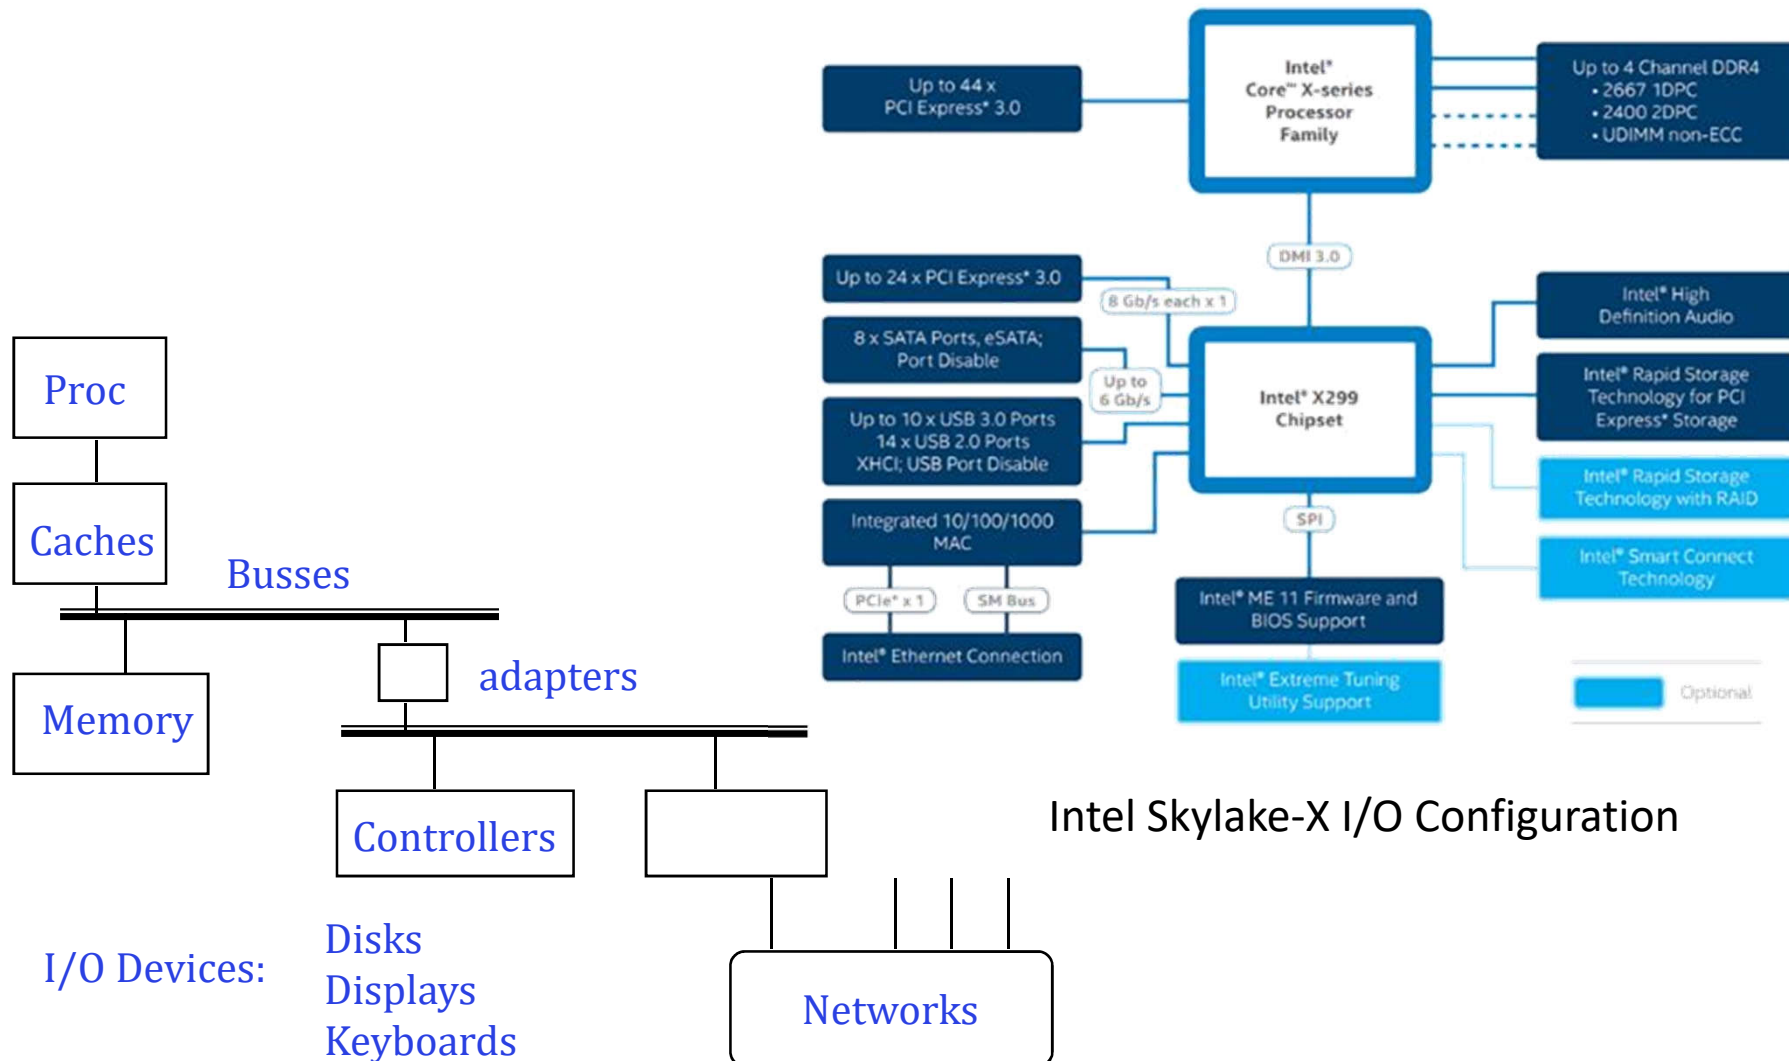 Proc
Caches
Busses
adapters
Memory
Controllers
I/O Devices:
Disks
Displays
Keyboards
Networks
Up to 44 x
PCI Express* 3.0
Intel®
Core™ X-series
Processor
Family
Up to 4 Channel DDR4
• 2667 1DPC
• 2400 2DPC
• UDIMM non-ECC
DMI 3.0
Up to 24 x PCI Express* 3.0
8 Gb/s each x 1
8 x SATA Ports, eSATA;
Port Disable
Up to
6 Gb/s
Up to 10 x USB 3.0 Ports
14 x USB 2.0 Ports
XHCI; USB Port Disable
Integrated 10/100/1000
MAC
PCIe* x 1
SM Bus
Intel® Ethernet Connection
Intel® X299
Chipset
SPI
Intel® ME 11 Firmware and
BIOS Support
Intel® Extreme Tuning
Utility Support
Intel® High
Definition Audio
Intel® Rapid Storage
Technology for PCI
Express* Storage
Intel® Rapid Storage
Technology with RAID
Intel® Smart Connect
Technology
Optional
Intel Skylake-X I/O Configuration